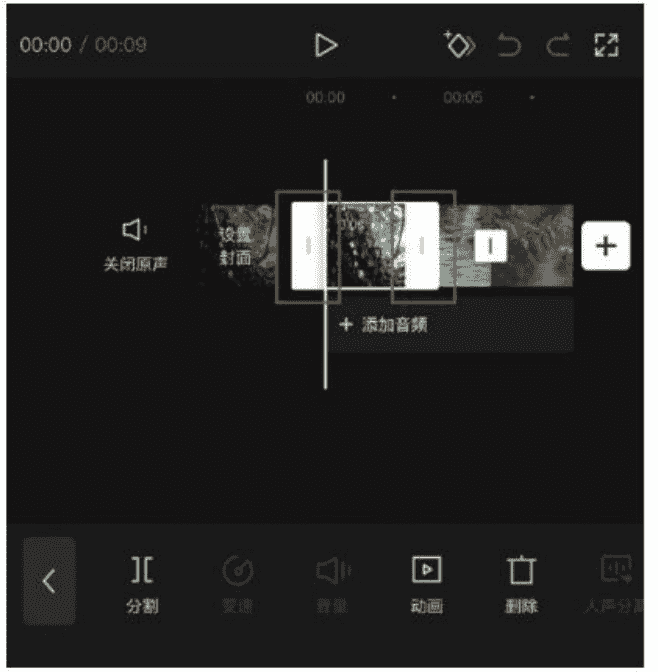 00:00 / 00:09
00:00
00:05
关闭原声
设置
封面
+ 添加音频
分割
变速
音量
动画
删除
人声分离